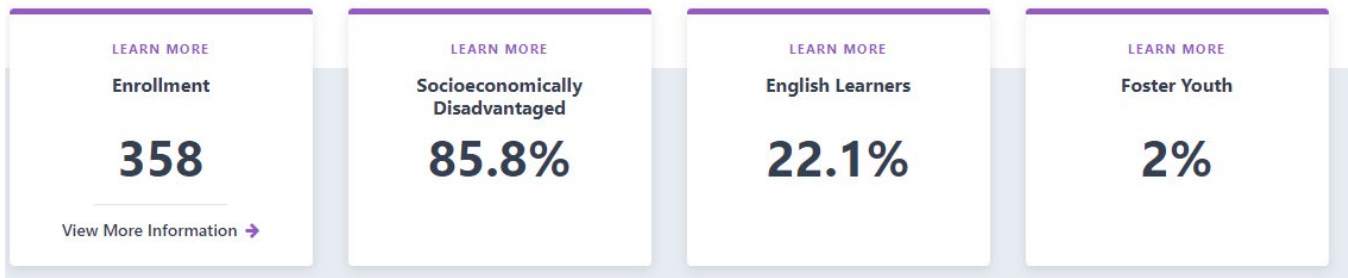 LEARN MORE
Enrollment
358
View More Information
LEARN MORE
Socioeconomically
Disadvantaged
85.8%
LEARN MORE
English Learners
22.1%
LEARN MORE
Foster Youth
2%